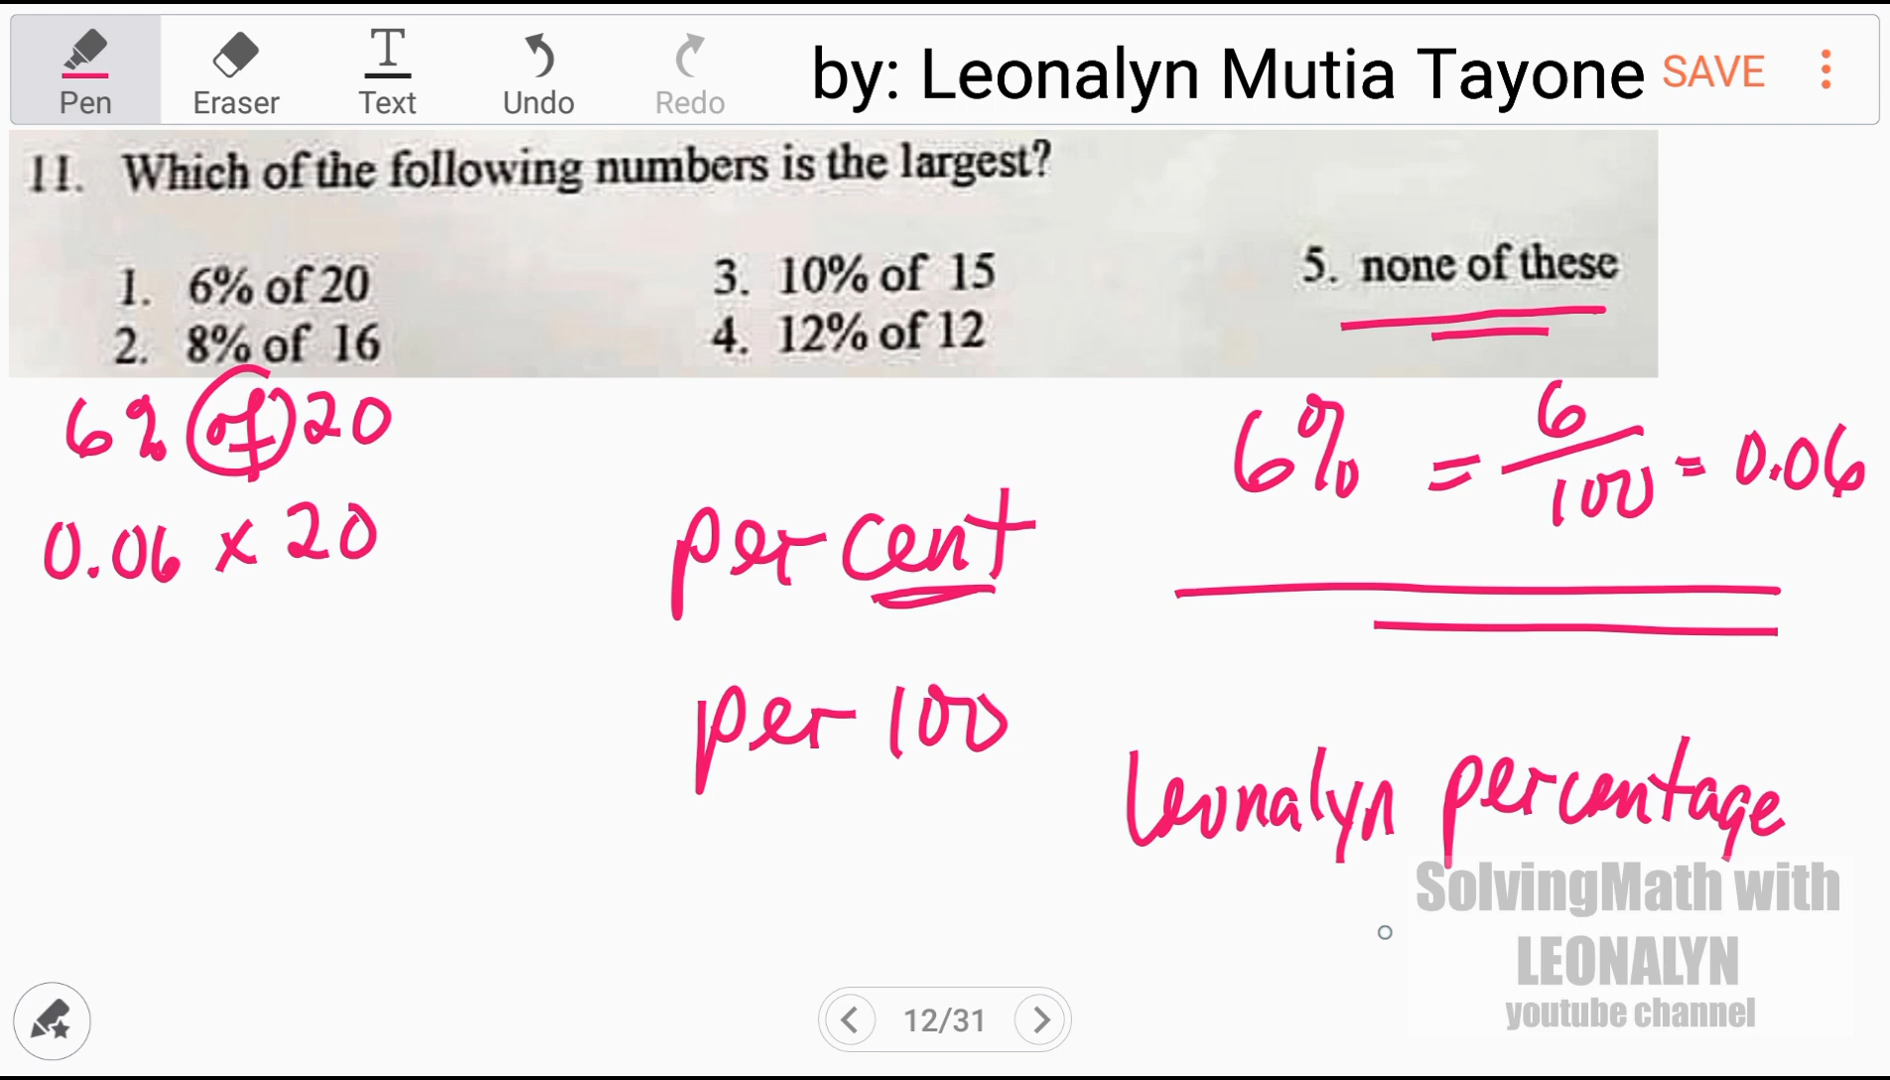 Pen
Eraser
Text
Undo
Redo
by: Leonalyn Mutia Tayone
SAVE
11. Which of the following numbers is the largest?
1. 6% of 20
2. 8% of 16
3. 10% of 15
4. 12% of 12
5. none of these
6% of 20
0.06 x 20
percent
per 100
6% = 6/100 = 0.06
Leonalyn percentage
SolvingMath with
LEONALYN
youtube channel
12/31